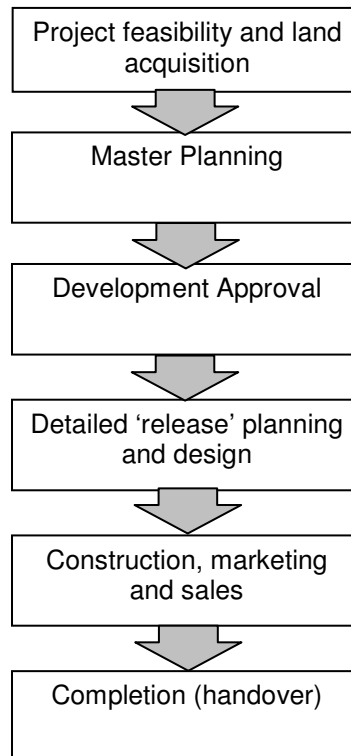 Project feasibility and land
acquisition
Master Planning
Development Approval
Detailed ‘release’ planning
and design
Construction, marketing
and sales
Completion (handover)